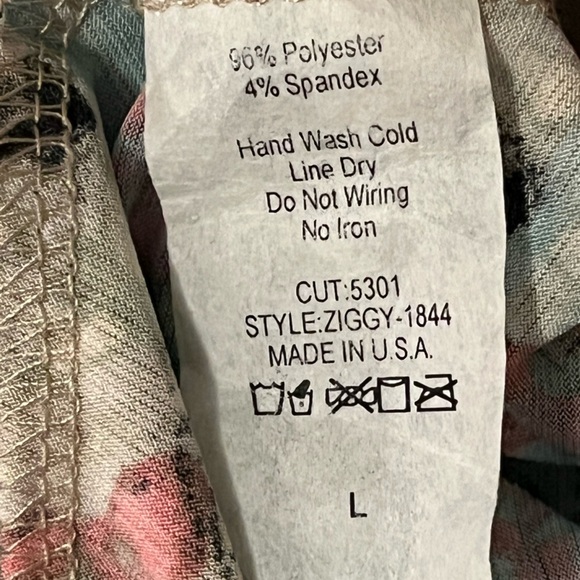 96% Polyester
4% Spandex
Hand Wash Cold
Line Dry
Do Not Wiring
No Iron
CUT:5301
STYLE:ZIGGY-1844
MADE IN U.S.A.
L